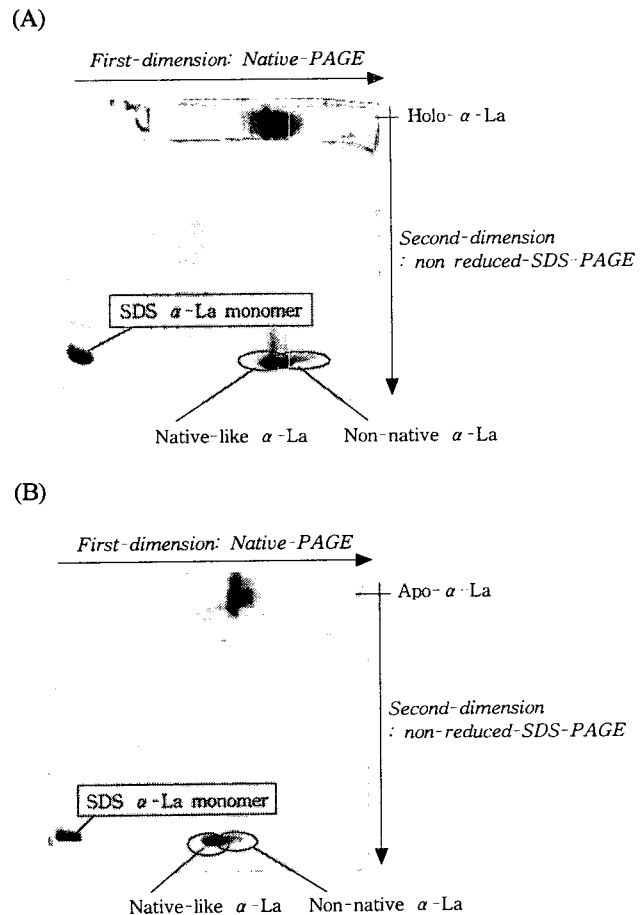 (A)
First-dimension: Native-PAGE
Holo- α -La
Second-dimension
: non reduced-SDS-PAGE
SDS α -La monomer
Native-like α -La Non-native α -La
(B)
First-dimension: Native-PAGE
Apo- α -La
Second-dimension
: non-reduced-SDS-PAGE
SDS α -La monomer
Native-like α -La Non-native α -La